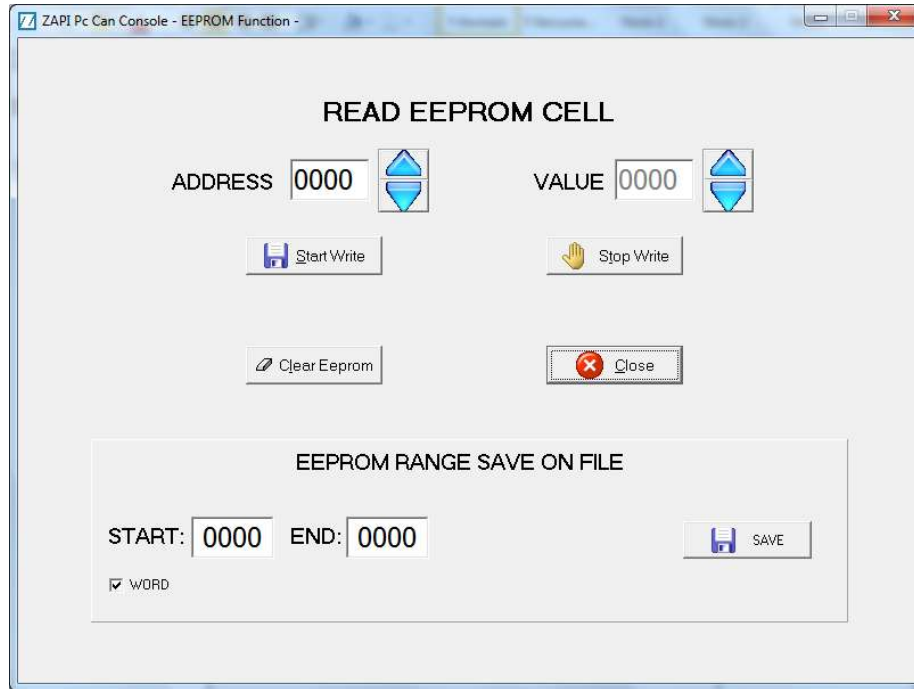 ZAPI Pc Can Console - EEPROM Function -
READ EEPROM CELL
ADDRESS 0000 VALUE 0000
Start Write Stop Write
Clear Eeprom Close
EEPROM RANGE SAVE ON FILE
START: 0000 END: 0000 SAVE
WORD